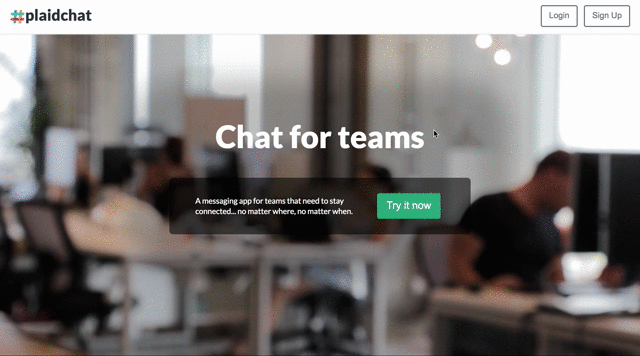 #plaidchat
Login
Sign Up
Chat for teams
A messaging app for teams that need to stay
connected... no matter where, no matter when.
Try it now